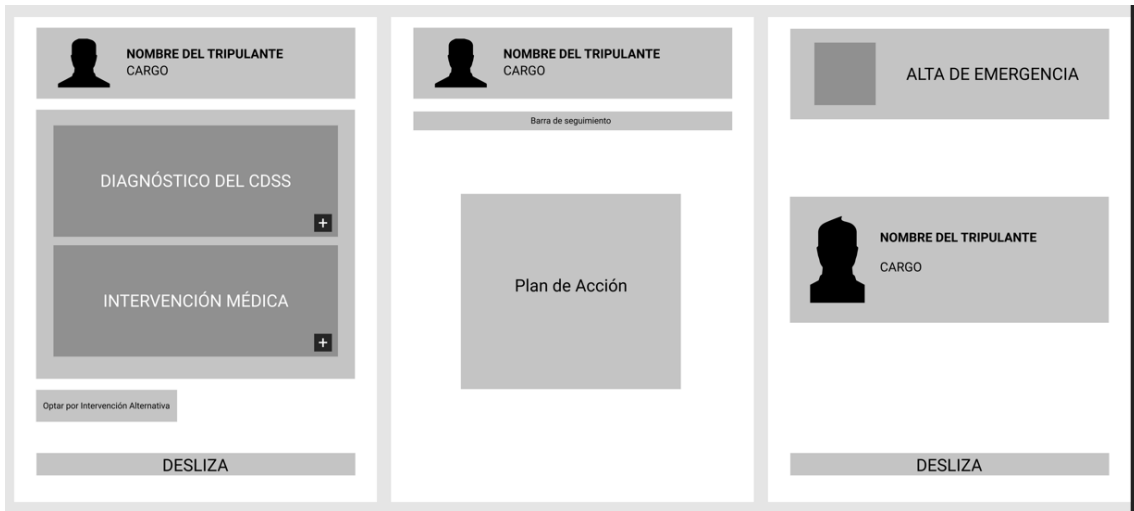 NOMBRE DEL TRIPULANTE
CARGO
DIAGNÓSTICO DEL CDSS
+
INTERVENCIÓN MÉDICA
+
Optar por Intervención Alternativa
DESLIZA
NOMBRE DEL TRIPULANTE
CARGO
Barra de seguimiento
Plan de Acción
ALTA DE EMERGENCIA
NOMBRE DEL TRIPULANTE
CARGO
DESLIZA